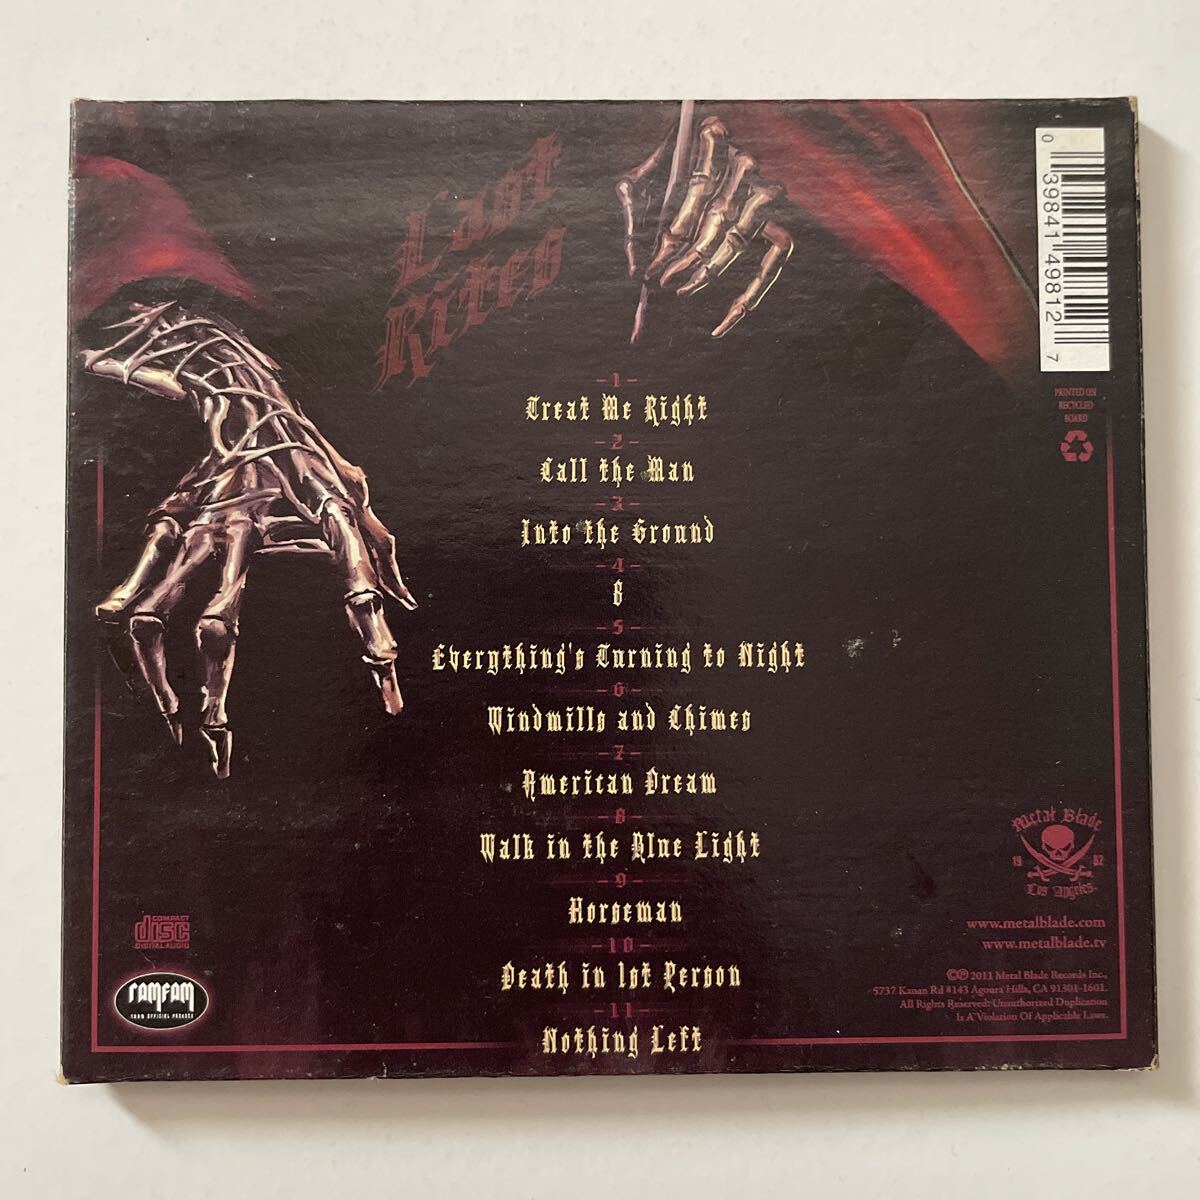 Last
Rites
0 39841 49812 7
PRINTED ON
RECYCLED
BOARD
-1-
Treat Me Right
-2-
Call the Man
-3-
Into the Ground
-4-
8
-5-
Everything's Turning to Night
-6-
Windmills and Chimes
-7-
American Dream
-8-
Walk in the Blue Light
-9-
Horseman
-10-
Death in 1st Person
-11-
Nothing Left
Metal Blade
19 82
Los Angeles
www.metalblade.com
www.metalblade.tv
©℗ 2011 Metal Blade Records Inc.,
5737 Kanan Rd #143 Agoura Hills, CA 91301-1601.
All Rights Reserved. Unauthorized Duplication
Is A Violation Of Applicable Laws.
COMPACT
disc
DIGITAL AUDIO
ramfam